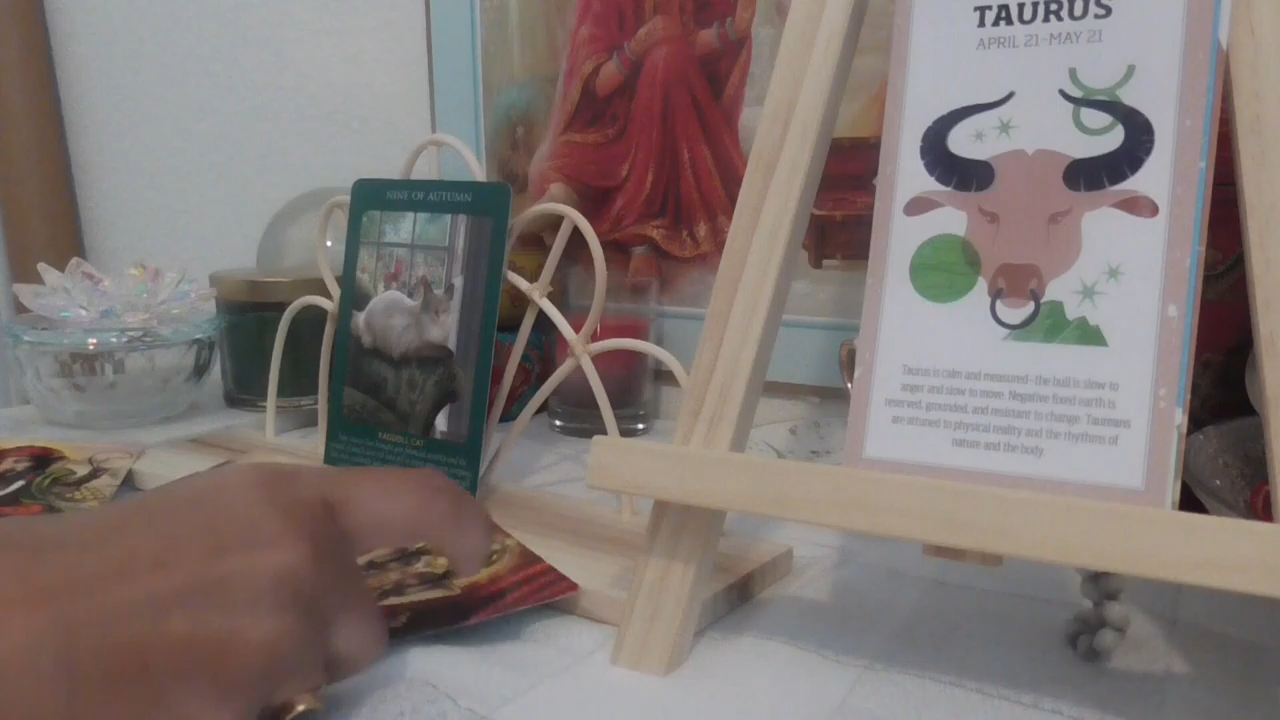 NINE OF AUTUMN
RAGDOLL CAT
TAURUS
APRIL 21–MAY 21
Taurus is calm and measured—the bull is slow to
anger and slow to move. Negative fixed earth is
reserved, grounded, and resistant to change. Taureans
are attuned to physical reality and the rhythms of
nature and the body.